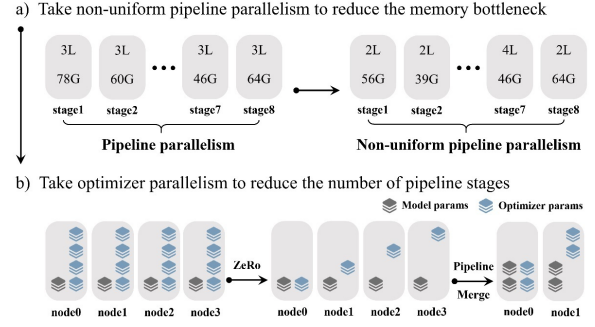 a) Take non-uniform pipeline parallelism to reduce the memory bottleneck
3L 3L 3L 3L 2L 2L 4L 2L
78G 60G ••• 46G 64G 56G 39G ••• 46G 64G
stage1 stage2 stage7 stage8 stage1 stage2 stage7 stage8
Pipeline parallelism Non-uniform pipeline parallelism
b) Take optimizer parallelism to reduce the number of pipeline stages
Model params Optimizer params
ZeRo Pipeline
Merge
node0 node1 node2 node3 node0 node1 node2 node3 node0 node1